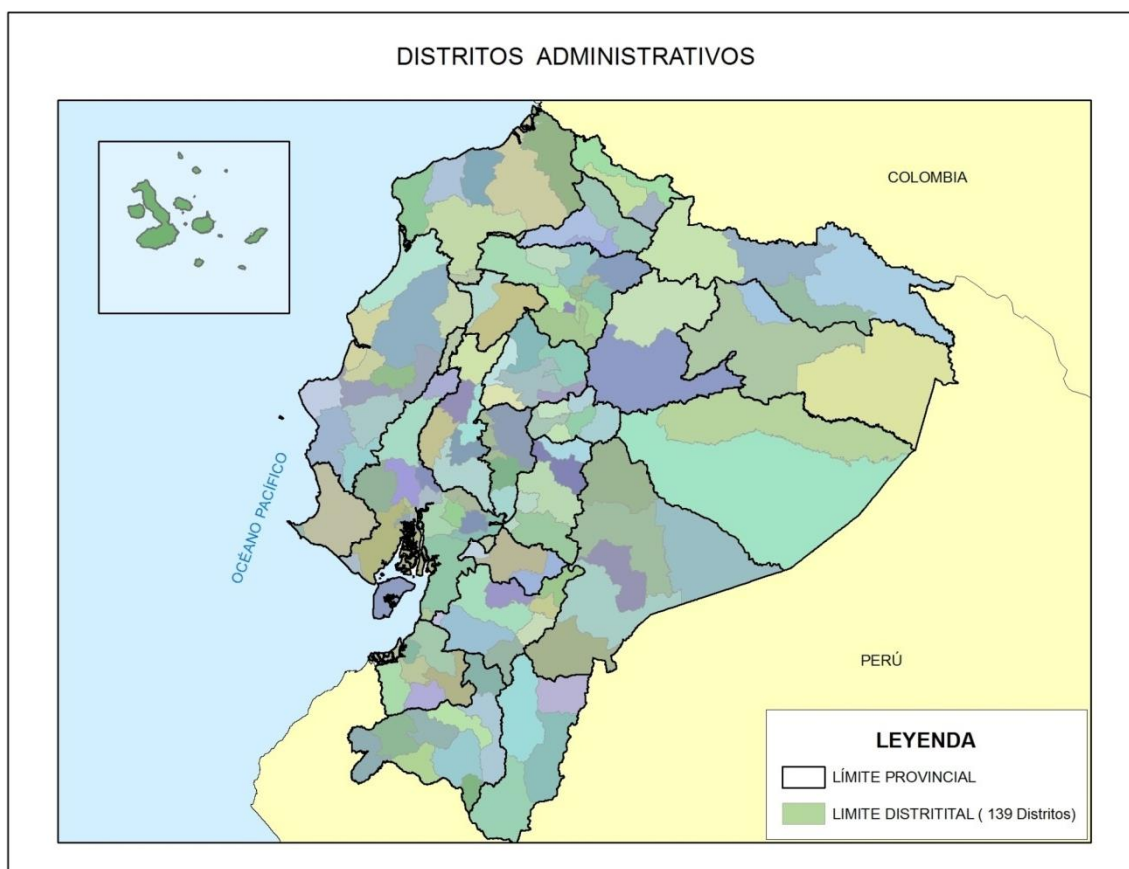 DISTRITOS ADMINISTRATIVOS
COLOMBIA
OCÉANO PACÍFICO
PERÚ
LEYENDA
LÍMITE PROVINCIAL
LIMITE DISTRITITAL ( 139 Distritos)